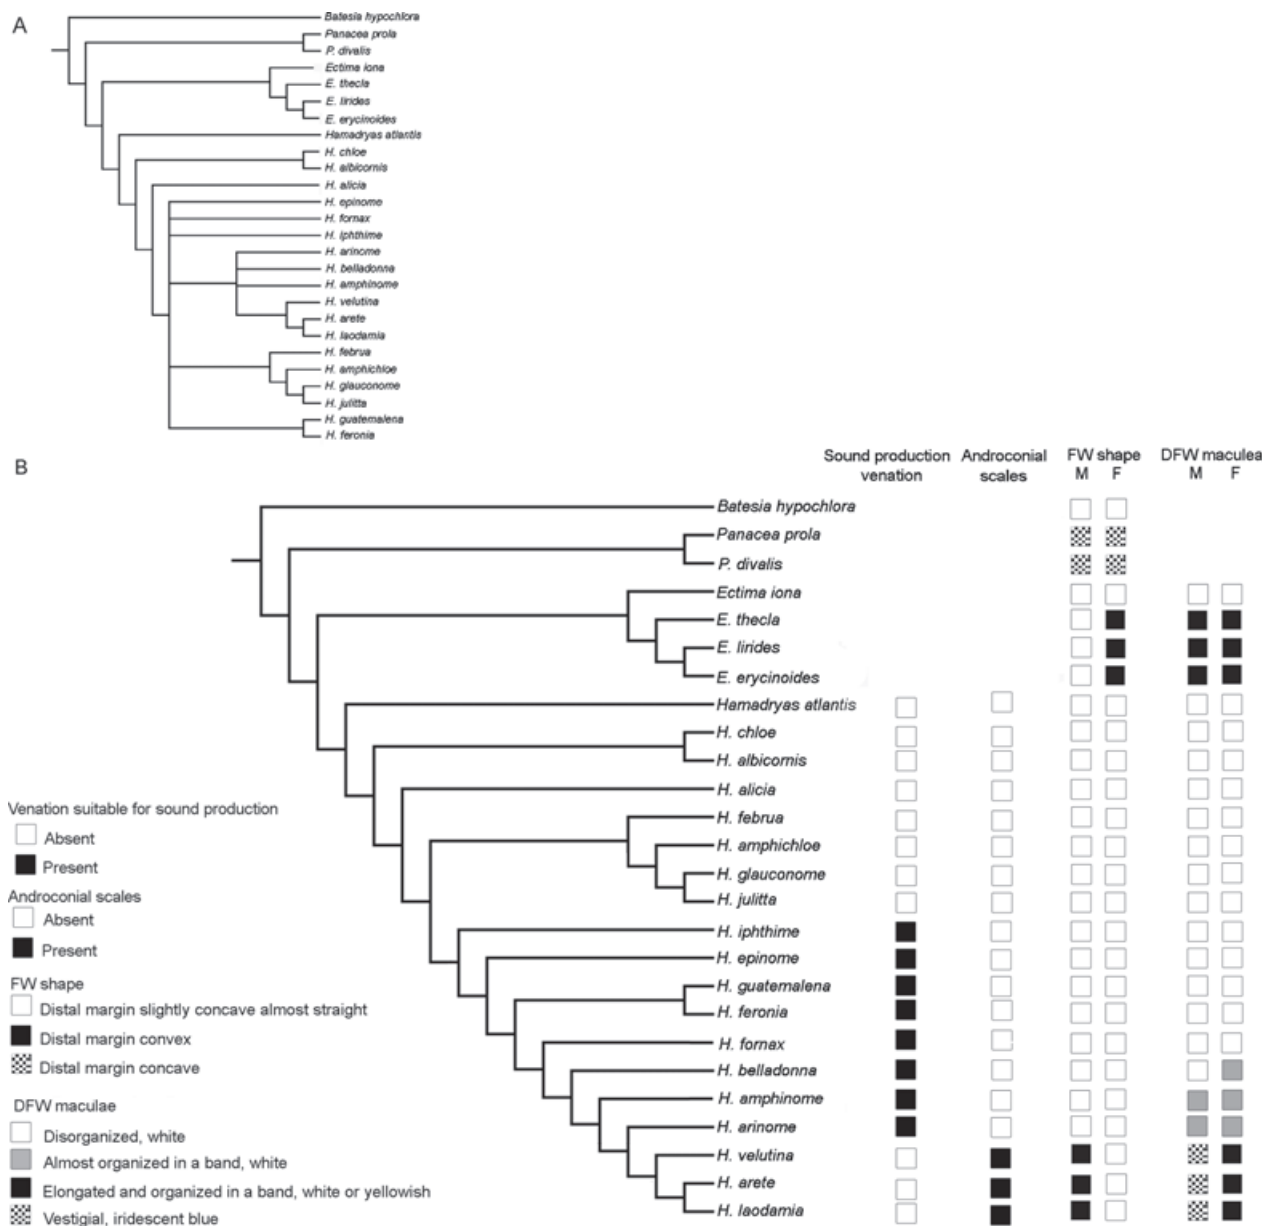 A
Batesia hypochlora
Panacea prola
P. divalis
Ectima iona
E. thecla
E. lirides
E. erycinoides
Hamadryas atlantis
H. chloe
H. albicornis
H. alicia
H. epinome
H. fornax
H. iphthime
H. arinome
H. belladonna
H. amphinome
H. velutina
H. arete
H. laodamia
H. februa
H. amphichloe
H. glauconome
H. julitta
H. guatemalena
H. feronia
B
Sound production venation
Androconial scales
FW shape
M F
DFW maculea
M F
Batesia hypochlora
Panacea prola
P. divalis
Ectima iona
E. thecla
E. lirides
E. erycinoides
Hamadryas atlantis
H. chloe
H. albicornis
H. alicia
H. februa
H. amphichloe
H. glauconome
H. julitta
H. iphthime
H. epinome
H. guatemalena
H. feronia
H. fornax
H. belladonna
H. amphinome
H. arinome
H. velutina
H. arete
H. laodamia
Venation suitable for sound production
Absent
Present
Androconial scales
Absent
Present
FW shape
Distal margin slightly concave almost straight
Distal margin convex
Distal margin concave
DFW maculae
Disorganized, white
Almost organized in a band, white
Elongated and organized in a band, white or yellowish
Vestigial, iridescent blue